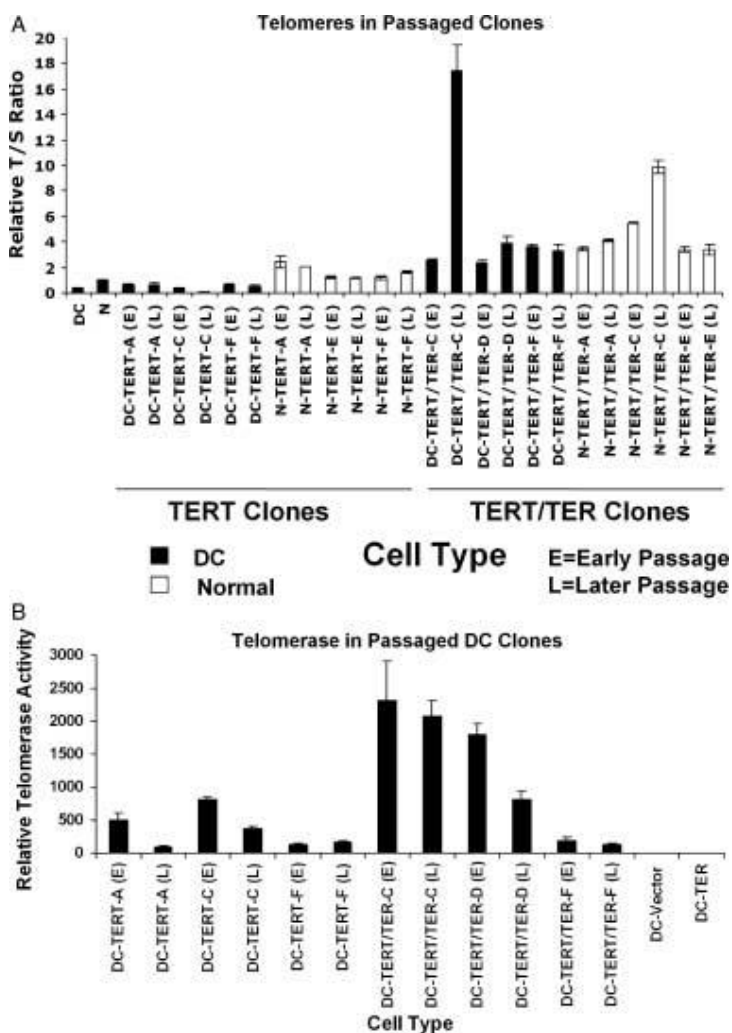 A
Telomeres in Passaged Clones
Relative T/S Ratio
20
18
16
14
12
10
8
6
4
2
0
DC
N
DC-TERT-A (E)
DC-TERT-A (L)
DC-TERT-C (E)
DC-TERT-C (L)
DC-TERT-F (E)
DC-TERT-F (L)
N-TERT-A (E)
N-TERT-A (L)
N-TERT-E (E)
N-TERT-E (L)
N-TERT-F (E)
N-TERT-F (L)
DC-TERT/TER-C (E)
DC-TERT/TER-C (L)
DC-TERT/TER-D (E)
DC-TERT/TER-D (L)
DC-TERT/TER-F (E)
DC-TERT/TER-F (L)
N-TERT/TER-A (E)
N-TERT/TER-A (L)
N-TERT/TER-C (E)
N-TERT/TER-C (L)
N-TERT/TER-E (E)
N-TERT/TER-E (L)
TERT Clones
TERT/TER Clones
DC
Normal
Cell Type
E=Early Passage
L=Later Passage
B
Telomerase in Passaged DC Clones
Relative Telomerase Activity
3000
2500
2000
1500
1000
500
0
DC-TERT-A (E)
DC-TERT-A (L)
DC-TERT-C (E)
DC-TERT-C (L)
DC-TERT-F (E)
DC-TERT-F (L)
DC-TERT/TER-C (E)
DC-TERT/TER-C (L)
DC-TERT/TER-D (E)
DC-TERT/TER-D (L)
DC-TERT/TER-F (E)
DC-TERT/TER-F (L)
DC-Vector
DC-TER
Cell Type